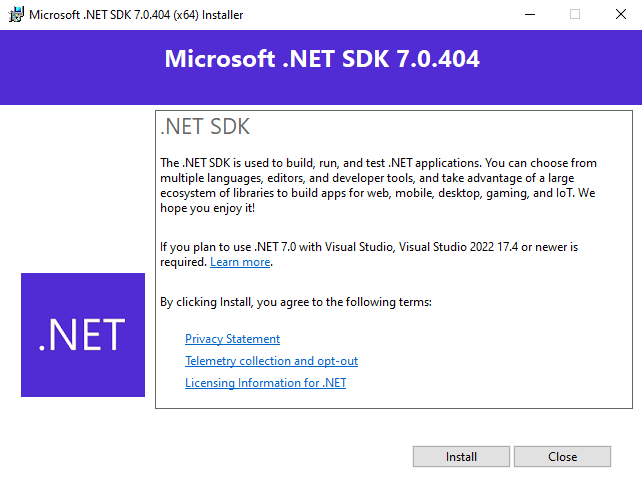 Microsoft .NET SDK 7.0.404 (x64) Installer
Microsoft .NET SDK 7.0.404
.NET SDK
The .NET SDK is used to build, run, and test .NET applications. You can choose from
multiple languages, editors, and developer tools, and take advantage of a large
ecosystem of libraries to build apps for web, mobile, desktop, gaming, and IoT. We
hope you enjoy it!
If you plan to use .NET 7.0 with Visual Studio, Visual Studio 2022 17.4 or newer is
required. Learn more.
By clicking Install, you agree to the following terms:
.NET
Privacy Statement
Telemetry collection and opt-out
Licensing Information for .NET
Install
Close